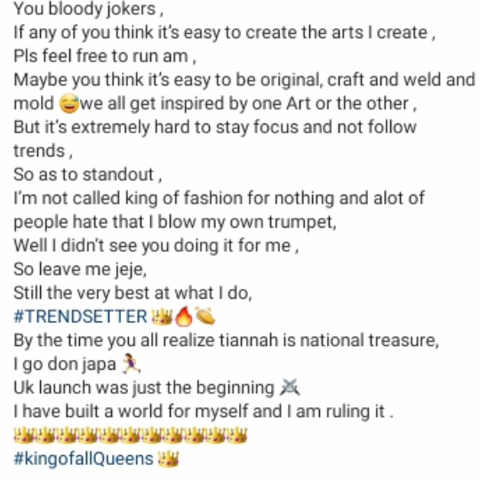 You bloody jokers ,
If any of you think it's easy to create the arts I create ,
Pls feel free to run am ,
Maybe you think it's easy to be original, craft and weld and
mold 😅we all get inspired by one Art or the other ,
But it's extremely hard to stay focus and not follow
trends ,
So as to standout ,
I'm not called king of fashion for nothing and alot of
people hate that I blow my own trumpet,
Well I didn't see you doing it for me ,
So leave me jeje,
Still the very best at what I do,
#TRENDSETTER 👑🔥👏
By the time you all realize tiannah is national treasure,
I go don japa 🏃‍♀️
Uk launch was just the beginning ⚔️
I have built a world for myself and I am ruling it .
👑👑👑👑👑👑👑👑👑👑👑
#kingofallQueens 👑